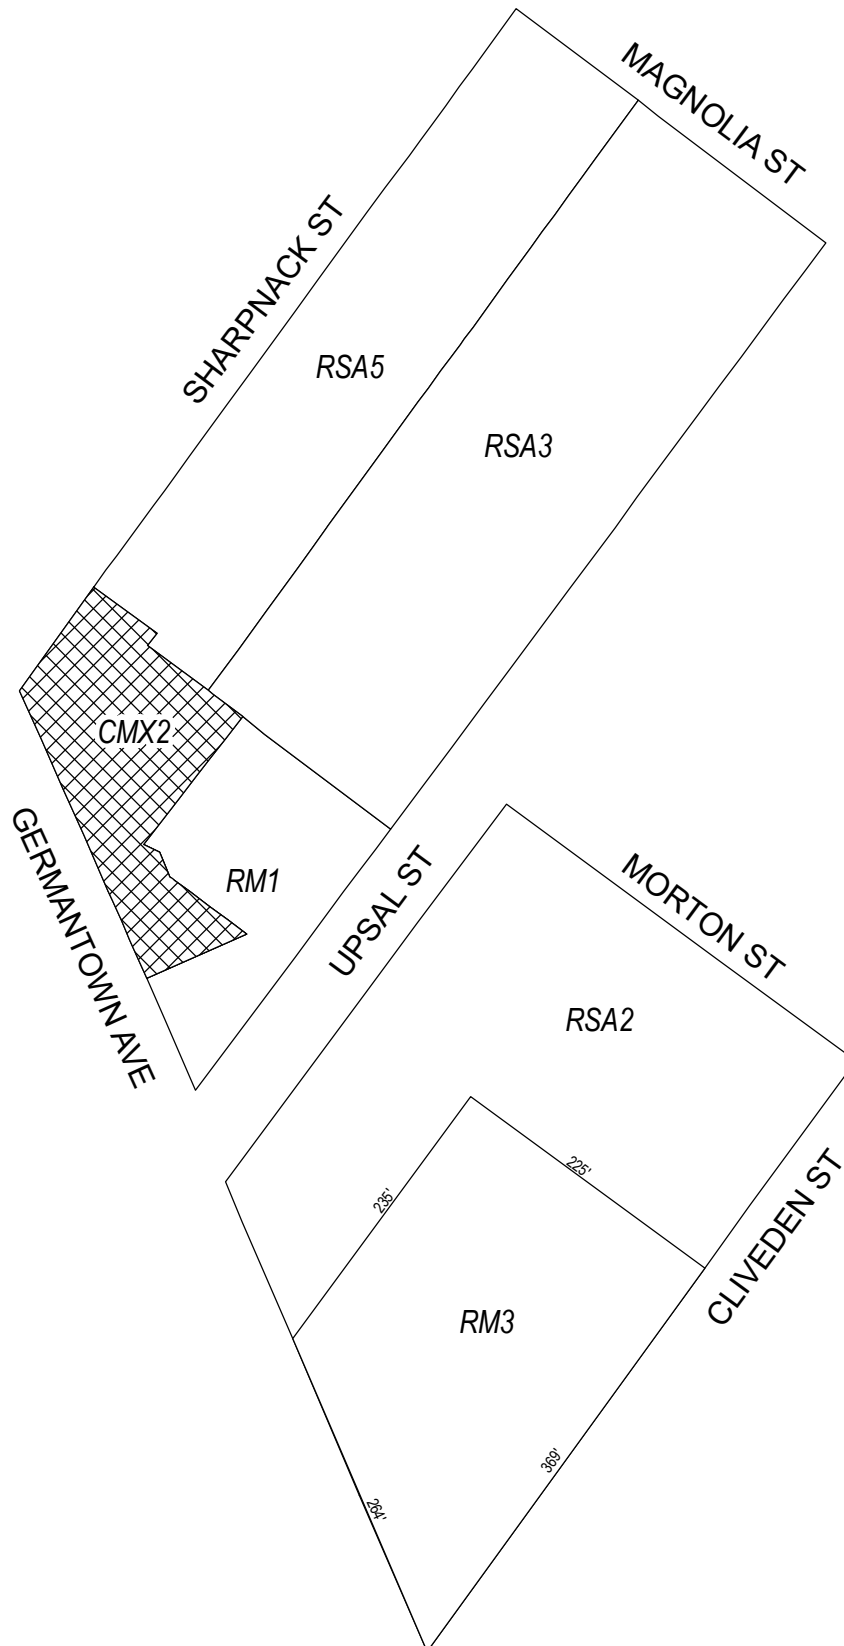 MAGNOLIA ST
SHARPNACK ST
RSA5
RSA3
CMX2
GERMANTOWN AVE
RM1
UPSAL ST
MORTON ST
RSA2
225'
235'
CLIVEDEN ST
RM3
369'
264'